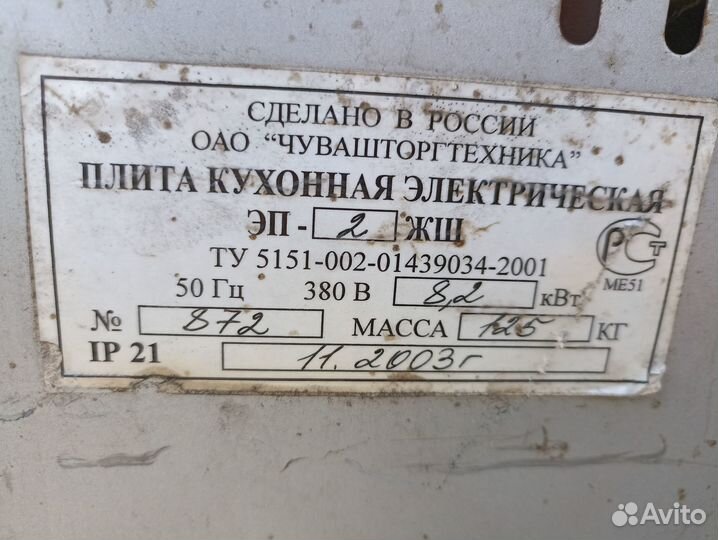 СДЕЛАНО В РОССИИ
ОАО "ЧУВАШТОРГТЕХНИКА"
ПЛИТА КУХОННАЯ ЭЛЕКТРИЧЕСКАЯ
ЭП - 2 ЖШ
ТУ 5151-002-01439034-2001
РСТ
МЕ51
50 Гц 380 В 8,2 кВт
№ 872 МАССА 125 КГ
IP 21 11.2003г
Avito